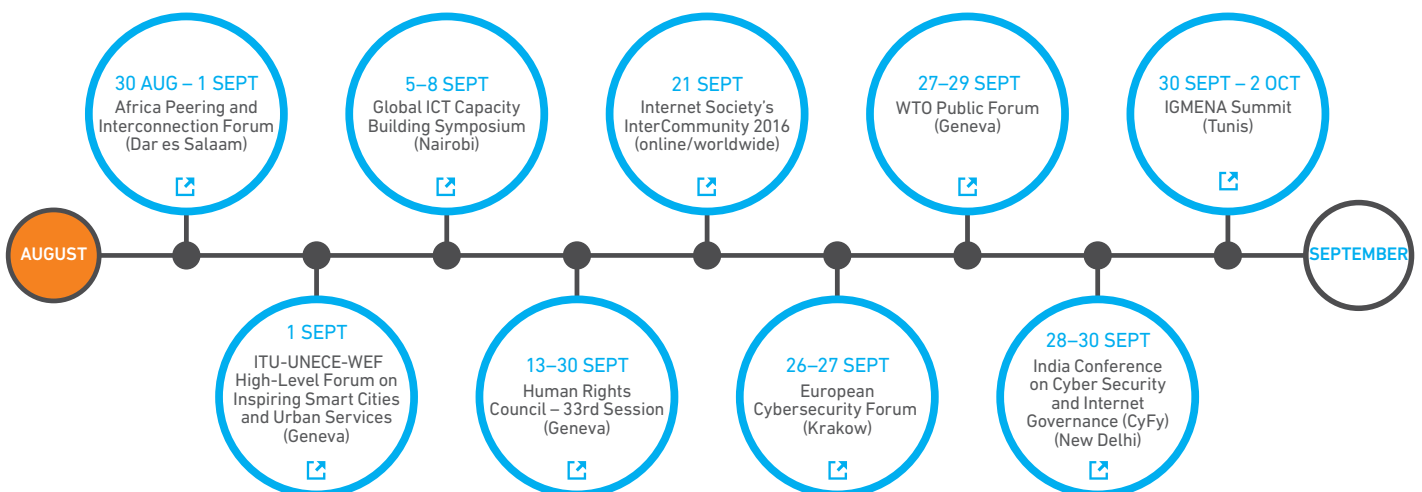 AUGUST
30 AUG – 1 SEPT
Africa Peering and
Interconnection Forum
(Dar es Salaam)
1 SEPT
ITU-UNECE-WEF
High-Level Forum on
Inspiring Smart Cities
and Urban Services
(Geneva)
5–8 SEPT
Global ICT Capacity
Building Symposium
(Nairobi)
13–30 SEPT
Human Rights
Council – 33rd Session
(Geneva)
21 SEPT
Internet Society's
InterCommunity 2016
(online/worldwide)
26–27 SEPT
European
Cybersecurity Forum
(Krakow)
27–29 SEPT
WTO Public Forum
(Geneva)
28–30 SEPT
India Conference
on Cyber Security
and Internet
Governance (CyFy)
(New Delhi)
30 SEPT – 2 OCT
IGMENA Summit
(Tunis)
SEPTEMBER